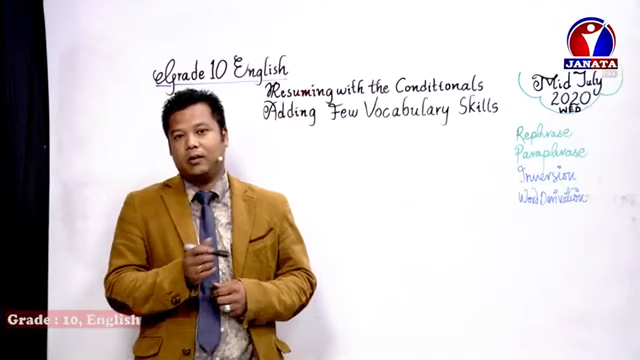 Grade 10 English
Resuming with the Conditionals
Adding Few Vocabulary Skills
Mid July
2020
WED
Rephrase
Paraphrase
Inversion
Word Derivation
JANATA
Grade : 10, English